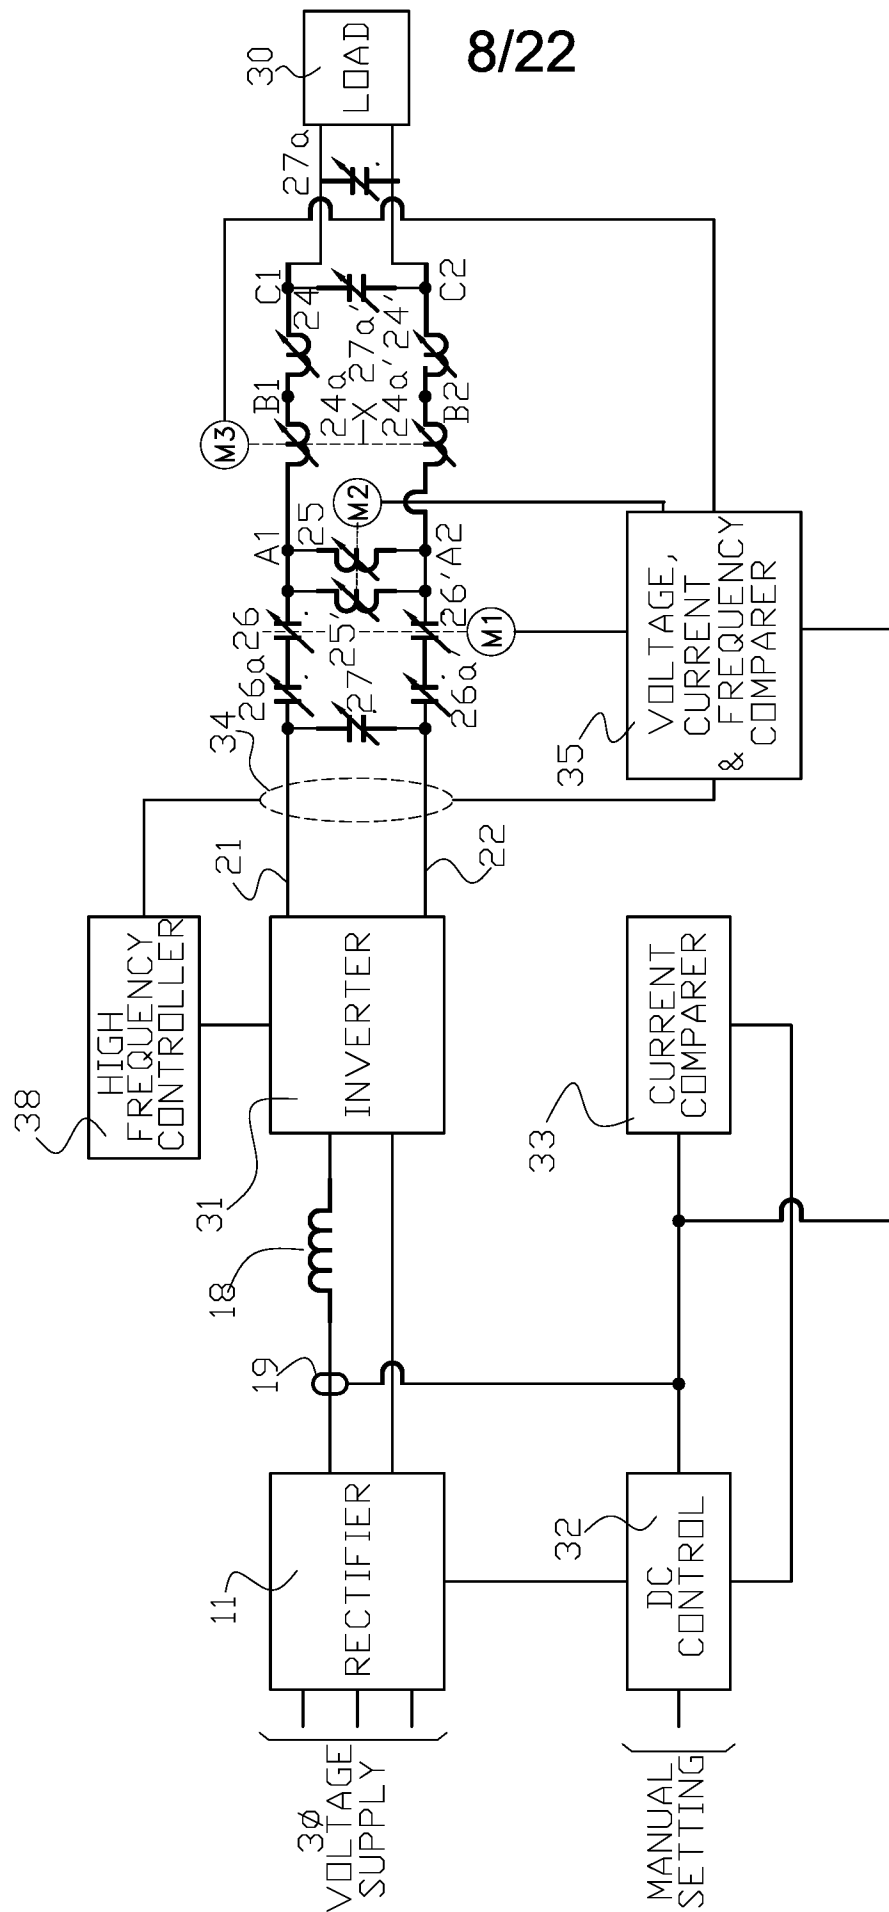 8/22
30
LOAD
27a
C1
24
C2
27a'
24'
B1
24a
X
24a'
B2
M3
M2
A1
25
A2
26
25'
26'
M1
26a
27
26a'
34
21
22
VOLTAGE,
CURRENT
& FREQUENCY
COMPARER
35
HIGH
FREQUENCY
CONTROLLER
38
INVERTER
31
CURRENT
COMPARER
33
18
19
RECTIFIER
11
DC
CONTROL
32
3Ø
VOLTAGE
SUPPLY
MANUAL
SETTING